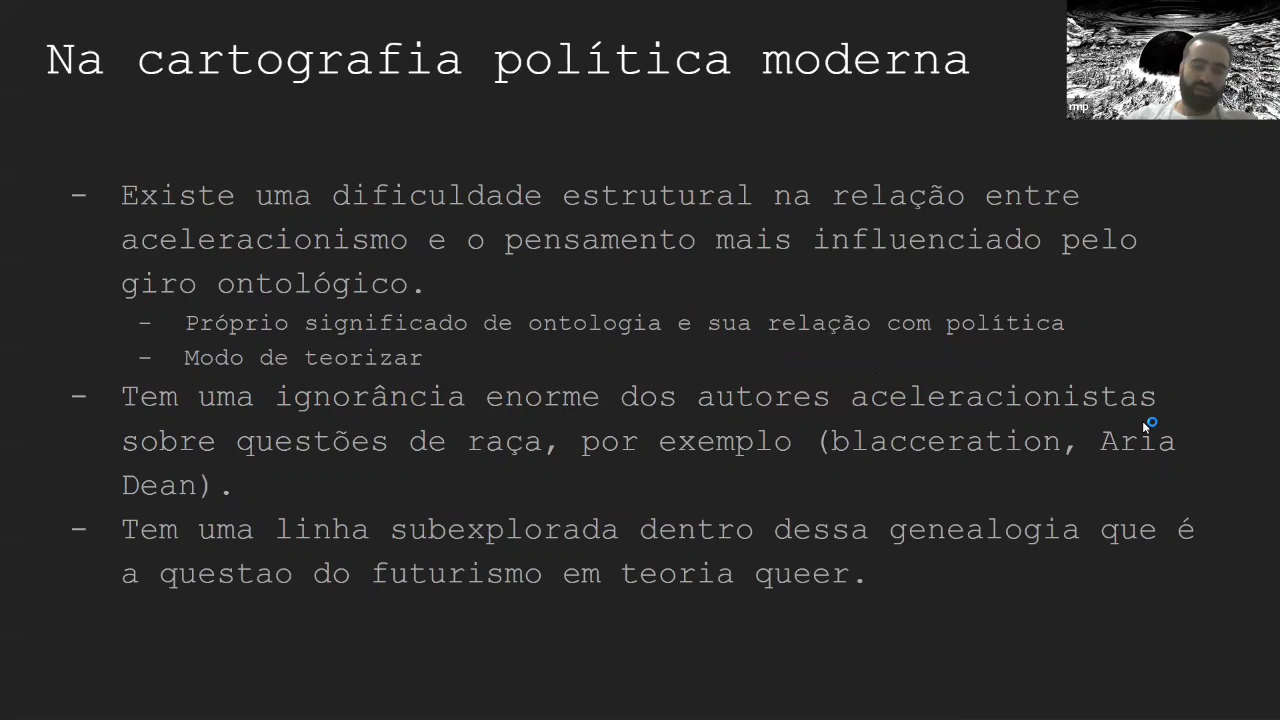 Na cartografia política moderna
rmp
- Existe uma dificuldade estrutural na relação entre
aceleracionismo e o pensamento mais influenciado pelo
giro ontológico.
- Próprio significado de ontologia e sua relação com política
- Modo de teorizar
- Tem uma ignorância enorme dos autores aceleracionistas
sobre questões de raça, por exemplo (blacceration, Aria
Dean).
- Tem uma linha subexplorada dentro dessa genealogia que é
a questao do futurismo em teoria queer.